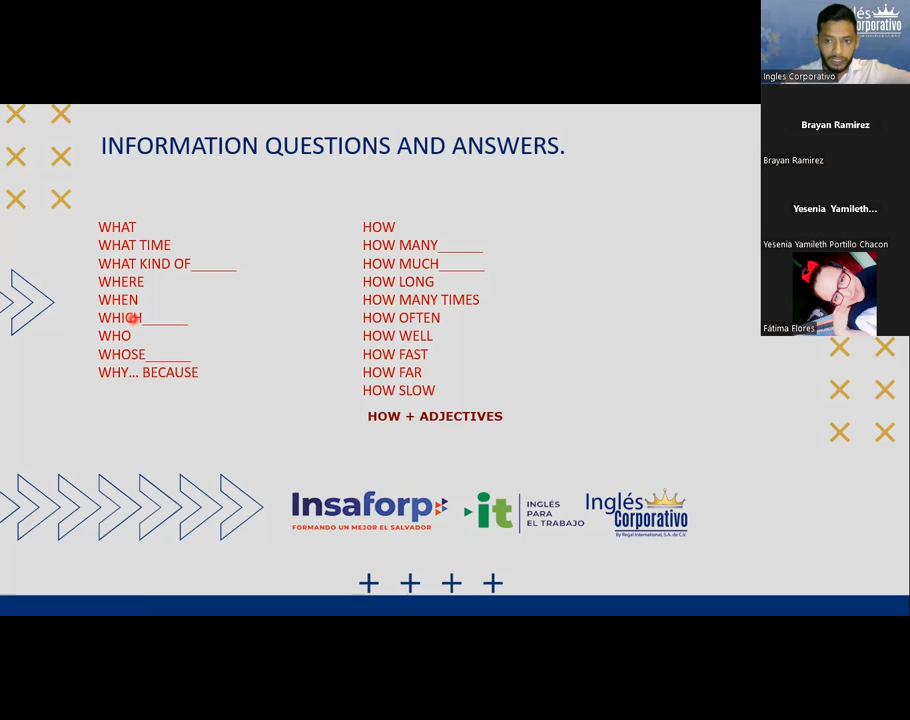 INFORMATION QUESTIONS AND ANSWERS.
WHAT
WHAT TIME
WHAT KIND OF______
WHERE
WHEN
WHICH______
WHO
WHOSE______
WHY... BECAUSE
HOW
HOW MANY______
HOW MUCH______
HOW LONG
HOW MANY TIMES
HOW OFTEN
HOW WELL
HOW FAST
HOW FAR
HOW SLOW
HOW + ADJECTIVES
Insaforp
FORMANDO UN MEJOR EL SALVADOR
it
INGLÉS
PARA
EL TRABAJO
Inglés
Corporativo
By Regal International, S.A. de C.V.
Ingles Corporativo
Brayan Ramirez
Brayan Ramirez
Yesenia Yamileth...
Yesenia Yamileth Portillo Chacon
Fátima Flores